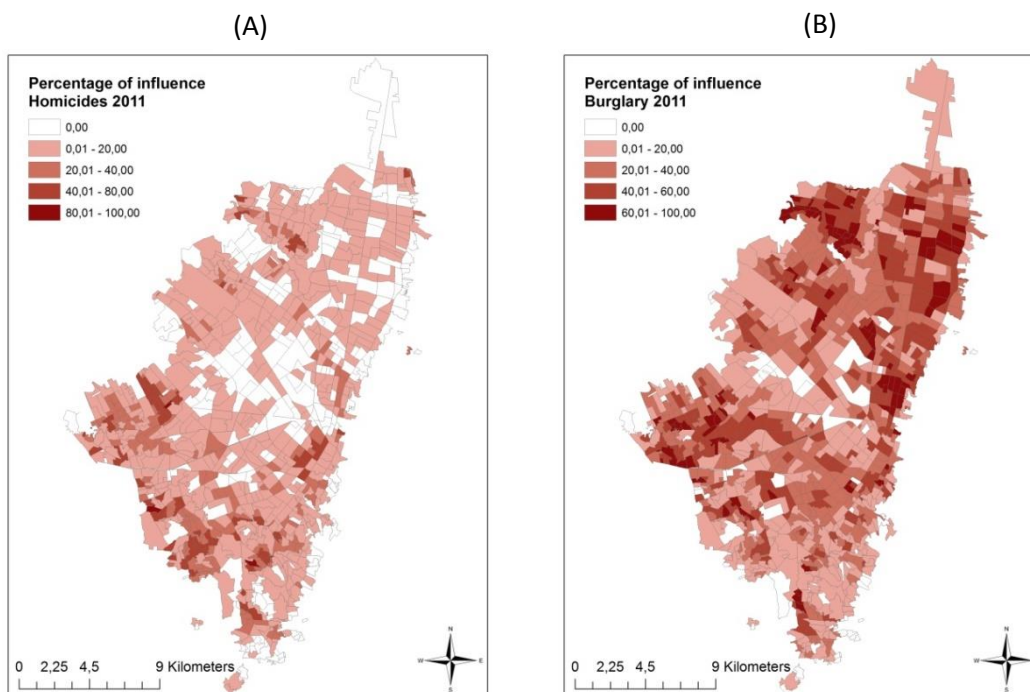 (A)
Percentage of influence
Homicides 2011
0,00
0,01 - 20,00
20,01 - 40,00
40,01 - 80,00
80,01 - 100,00
N
W E
S
0 2,25 4,5 9 Kilometers
(B)
Percentage of influence
Burglary 2011
0,00
0,01 - 20,00
20,01 - 40,00
40,01 - 60,00
60,01 - 100,00
N
W E
S
0 2,25 4,5 9 Kilometers